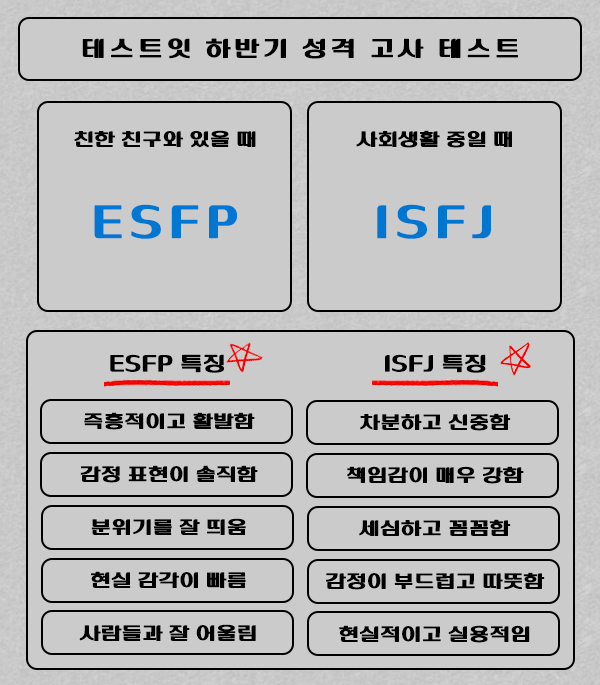 테스트잇 하반기 성격 고사 테스트
친한 친구와 있을 때
ESFP
사회생활 중일 때
ISFJ
ESFP 특징
즉흥적이고 활발함
감정 표현이 솔직함
분위기를 잘 띄움
현실 감각이 빠름
사람들과 잘 어울림
ISFJ 특징
차분하고 신중함
책임감이 매우 강함
세심하고 꼼꼼함
감정이 부드럽고 따뜻함
현실적이고 실용적임